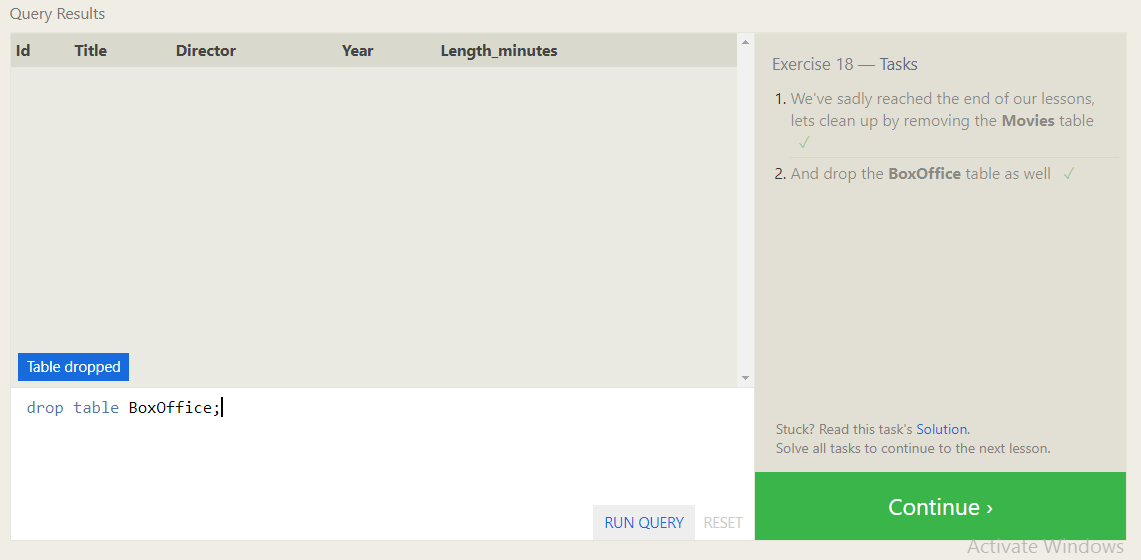 Query Results
Id Title Director Year Length_minutes
Table dropped
drop table BoxOffice;
RUN QUERY RESET
Exercise 18 — Tasks
1. We've sadly reached the end of our lessons,
lets clean up by removing the Movies table
✓
2. And drop the BoxOffice table as well ✓
Stuck? Read this task's Solution.
Solve all tasks to continue to the next lesson.
Continue ›
Activate Windows